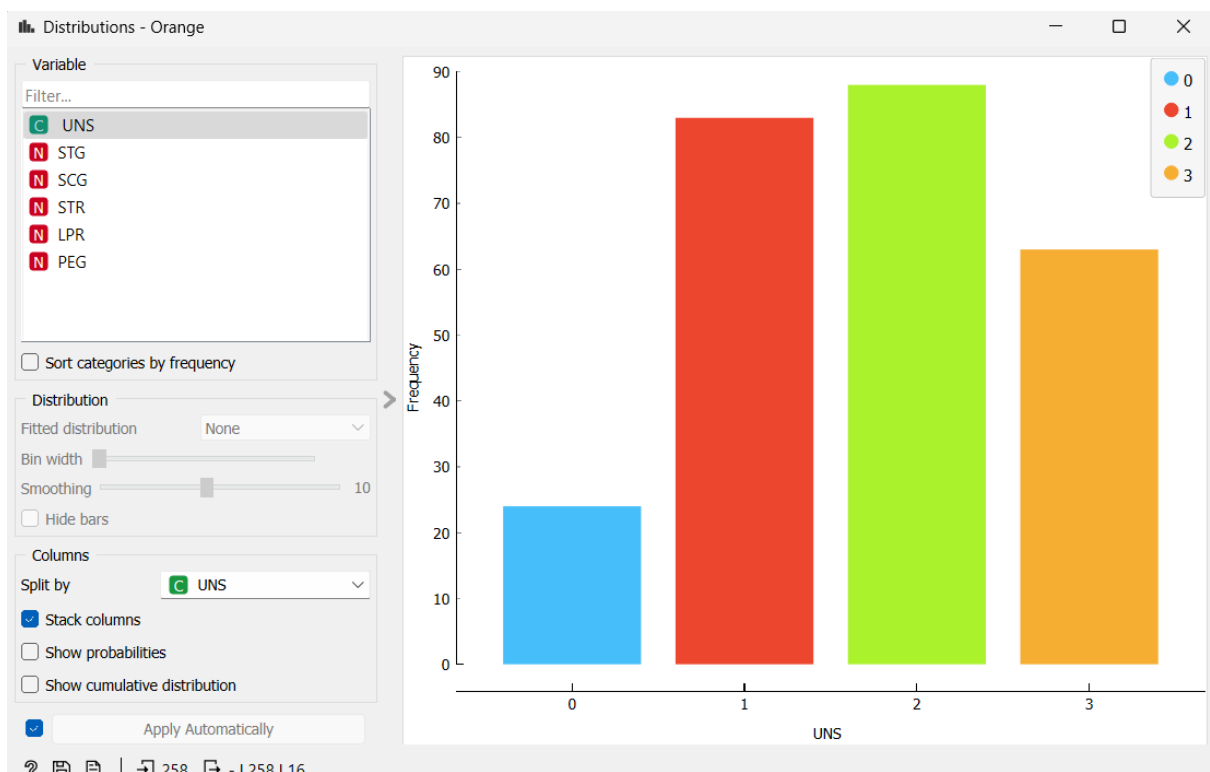 Distributions - Orange
Variable
Filter...
C UNS
N STG
N SCG
N STR
N LPR
N PEG
Sort categories by frequency
Distribution
Fitted distribution None
Bin width
Smoothing 10
Hide bars
Columns
Split by C UNS
Stack columns
Show probabilities
Show cumulative distribution
Apply Automatically
? 258 - | 258 | 16
90
80
70
60
50
40
30
20
10
0
Frequency
0 1 2 3
UNS
0
1
2
3